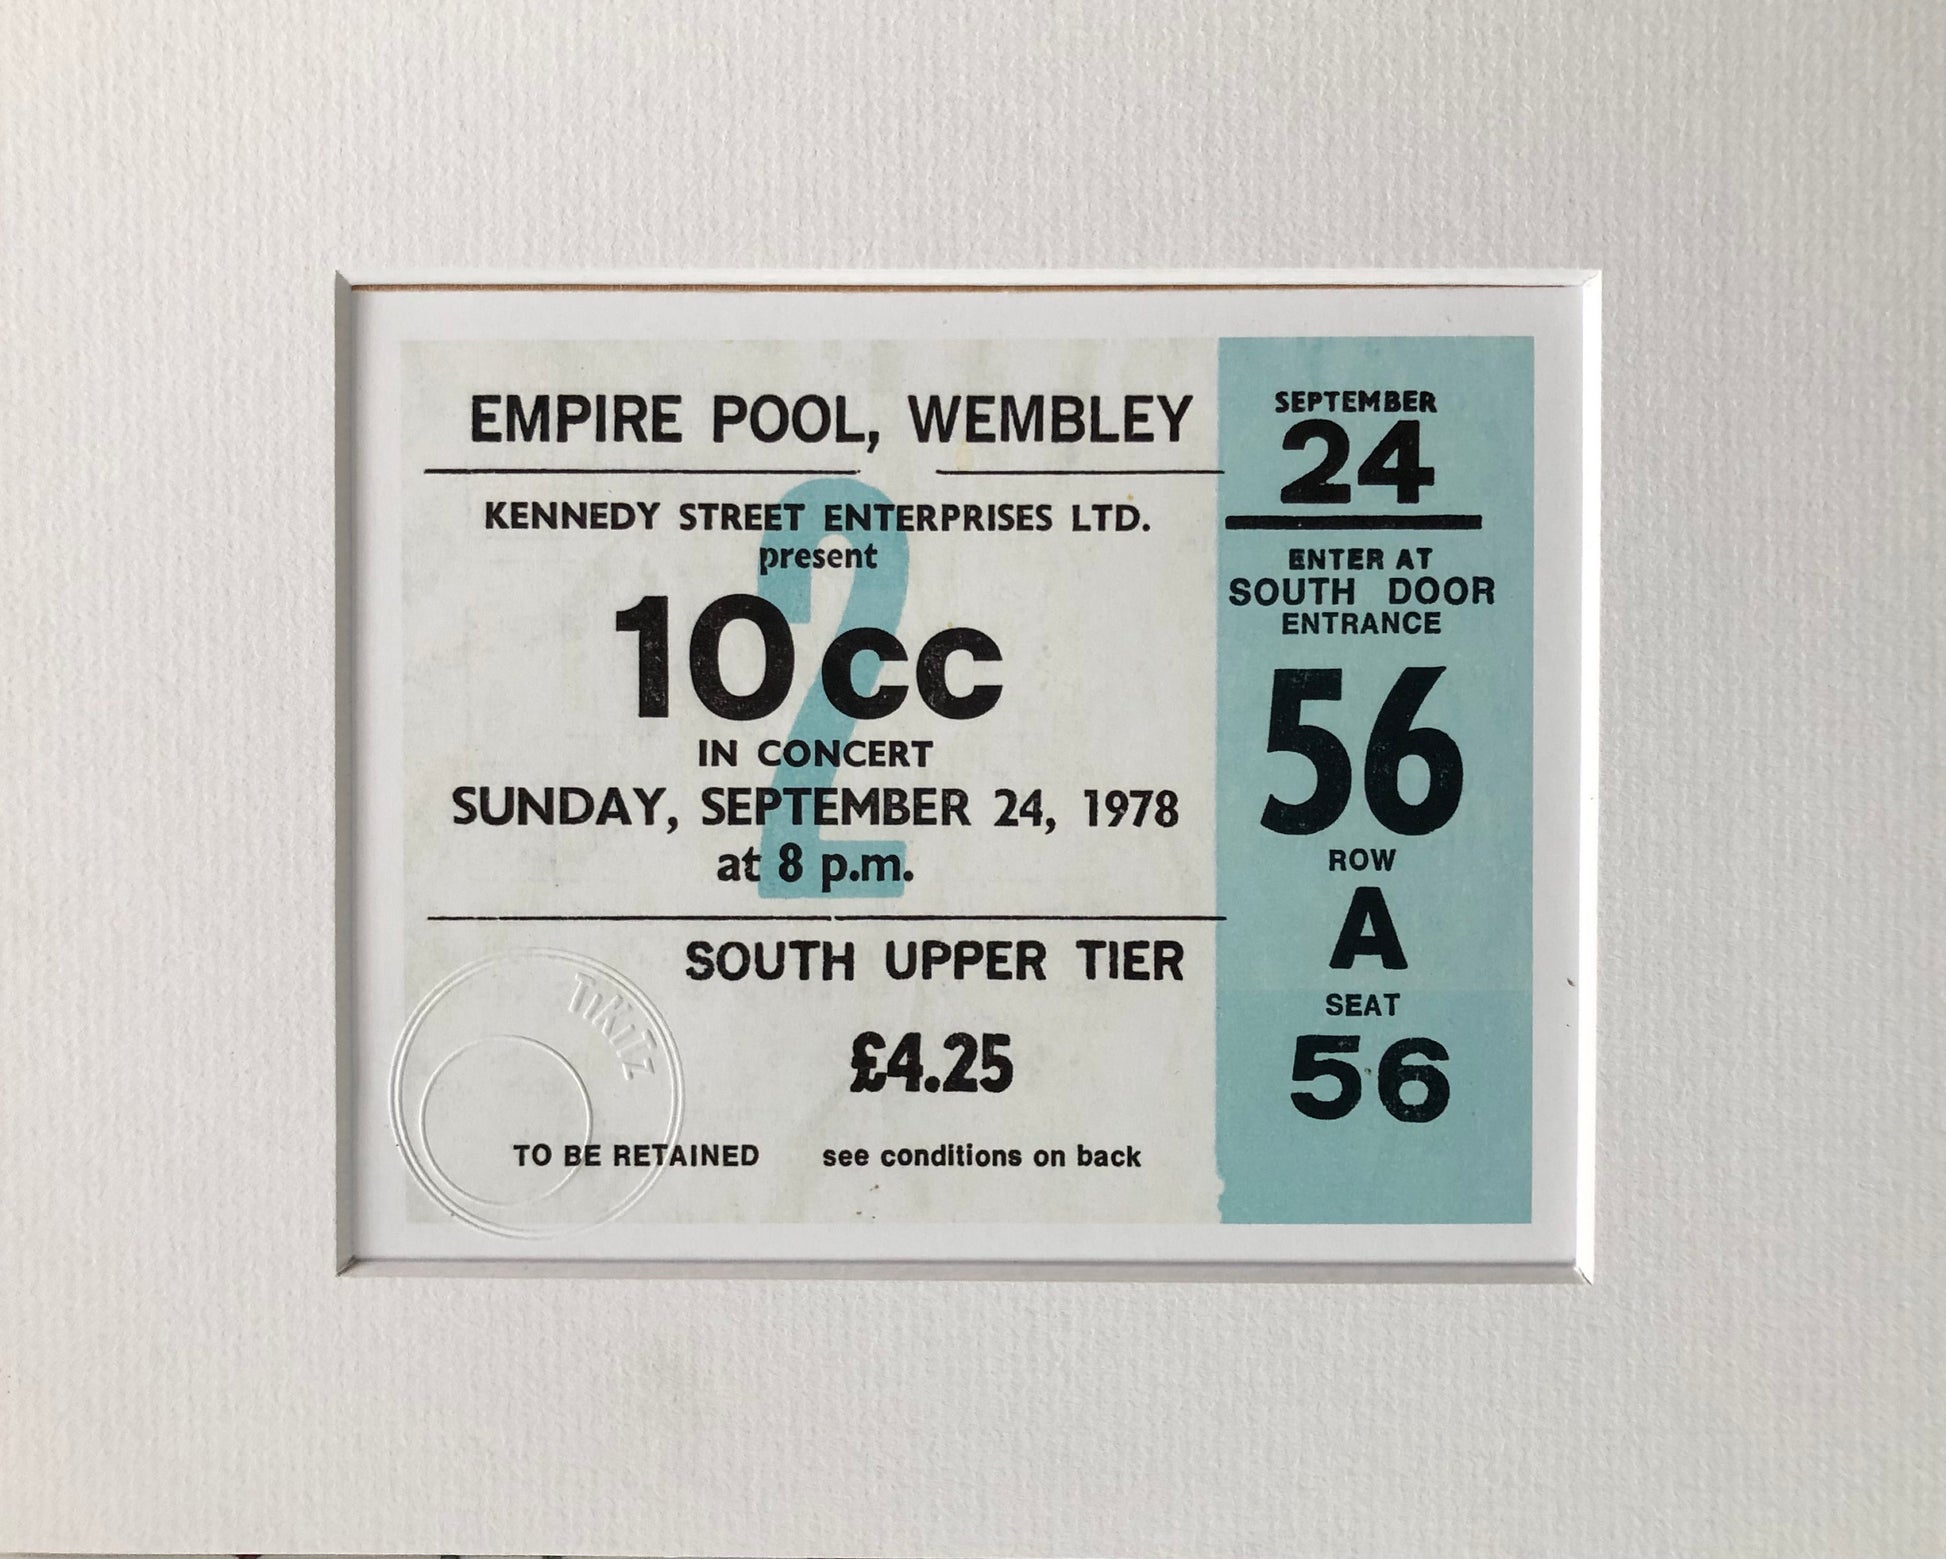 EMPIRE POOL, WEMBLEY
KENNEDY STREET ENTERPRISES LTD.
present
2
10cc
IN CONCERT
SUNDAY, SEPTEMBER 24, 1978
at 8 p.m.
SOUTH UPPER TIER
£4.25
TO BE RETAINED see conditions on back
TiKiTz
SEPTEMBER
24
ENTER AT
SOUTH DOOR
ENTRANCE
56
ROW
A
SEAT
56